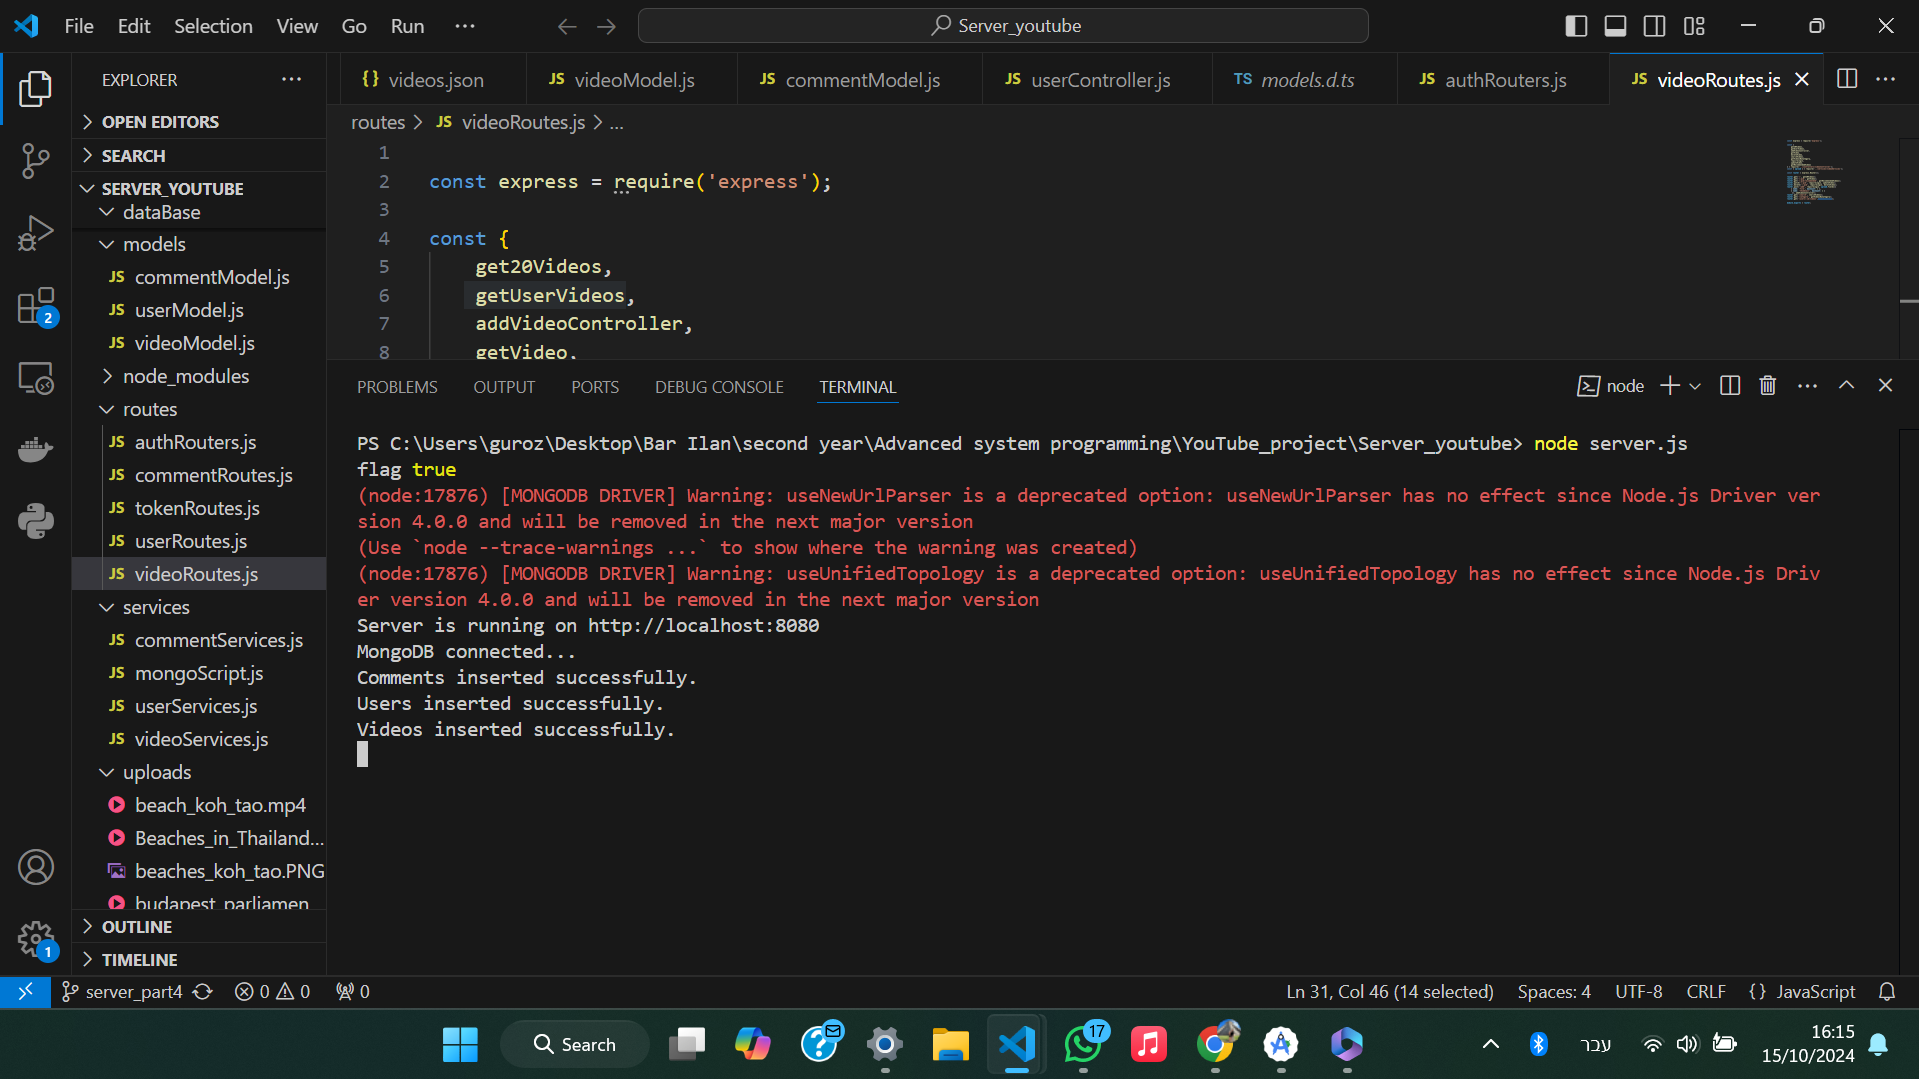 File Edit Selection View Go Run ···
Server_youtube
EXPLORER
OPEN EDITORS
SEARCH
SERVER_YOUTUBE
dataBase
models
JS commentModel.js
JS userModel.js
JS videoModel.js
node_modules
routes
JS authRouters.js
JS commentRoutes.js
JS tokenRoutes.js
JS userRoutes.js
JS videoRoutes.js
services
JS commentServices.js
JS mongoScript.js
JS userServices.js
JS videoServices.js
uploads
beach_koh_tao.mp4
Beaches_in_Thailand...
beaches_koh_tao.PNG
budapest_parliamen
OUTLINE
TIMELINE
2
1
{} videos.json JS videoModel.js JS commentModel.js JS userController.js TS models.d.ts JS authRouters.js JS videoRoutes.js
routes > JS videoRoutes.js > ...
1
2 const express = require('express');
3
4 const {
5 get20Videos,
6 getUserVideos,
7 addVideoController,
8 getVideo,
PROBLEMS OUTPUT PORTS DEBUG CONSOLE TERMINAL
node
PS C:\Users\guroz\Desktop\Bar Ilan\second year\Advanced system programming\YouTube_project\Server_youtube> node server.js
flag true
(node:17876) [MONGODB DRIVER] Warning: useNewUrlParser is a deprecated option: useNewUrlParser has no effect since Node.js Driver ver
sion 4.0.0 and will be removed in the next major version
(Use `node --trace-warnings ...` to show where the warning was created)
(node:17876) [MONGODB DRIVER] Warning: useUnifiedTopology is a deprecated option: useUnifiedTopology has no effect since Node.js Driv
er version 4.0.0 and will be removed in the next major version
Server is running on http://localhost:8080
MongoDB connected...
Comments inserted successfully.
Users inserted successfully.
Videos inserted successfully.
server_part4 0 0 0
Ln 31, Col 46 (14 selected) Spaces: 4 UTF-8 CRLF {} JavaScript
Search
17
עבר
16:15
15/10/2024